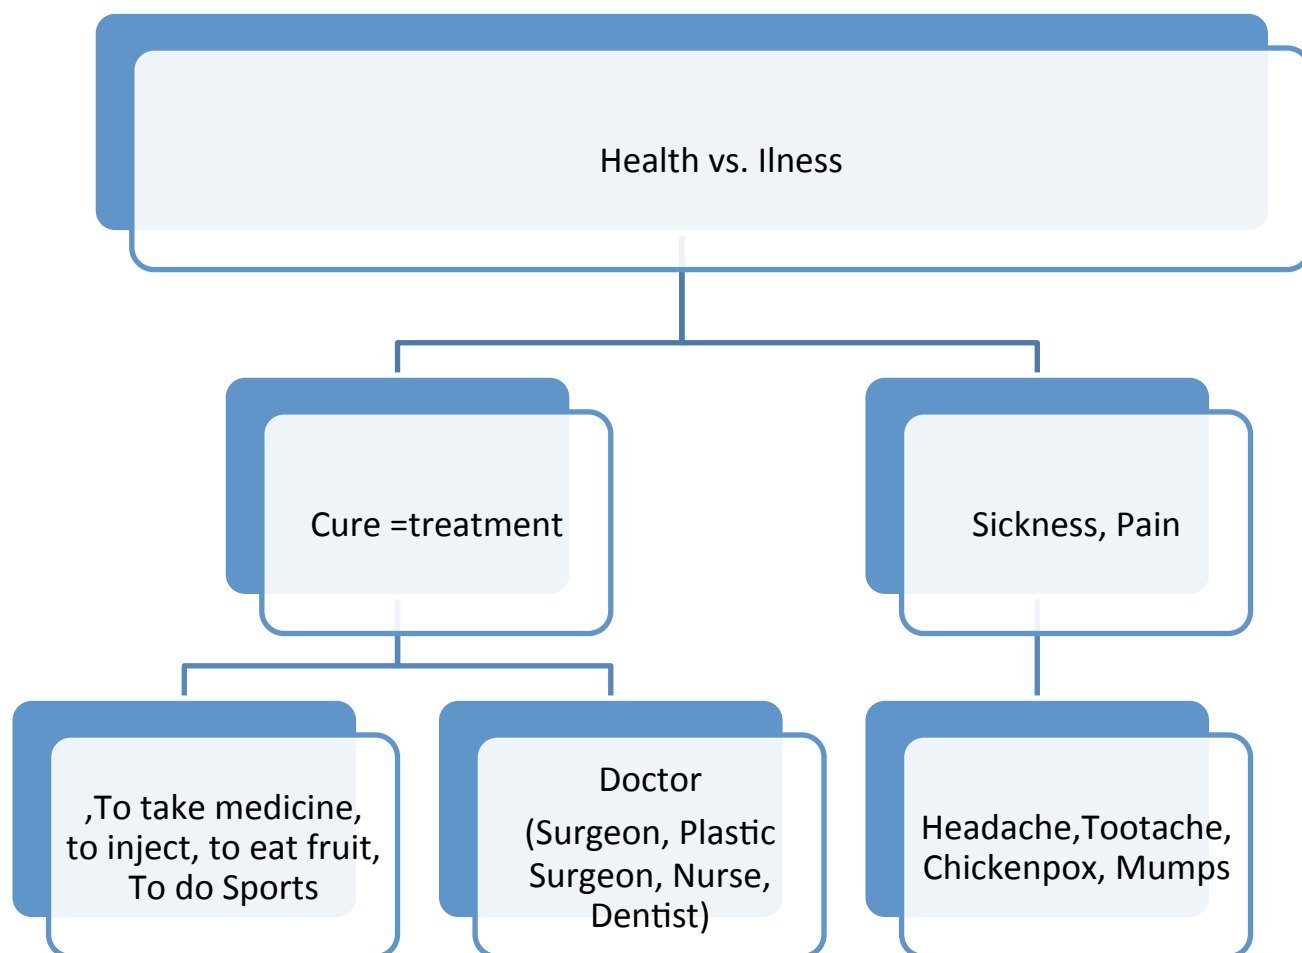 Health vs. Ilness
Cure =treatment
Sickness, Pain
,To take medicine,
to inject, to eat fruit,
To do Sports
Doctor
(Surgeon, Plastic
Surgeon, Nurse,
Dentist)
Headache,Tootache,
Chickenpox, Mumps